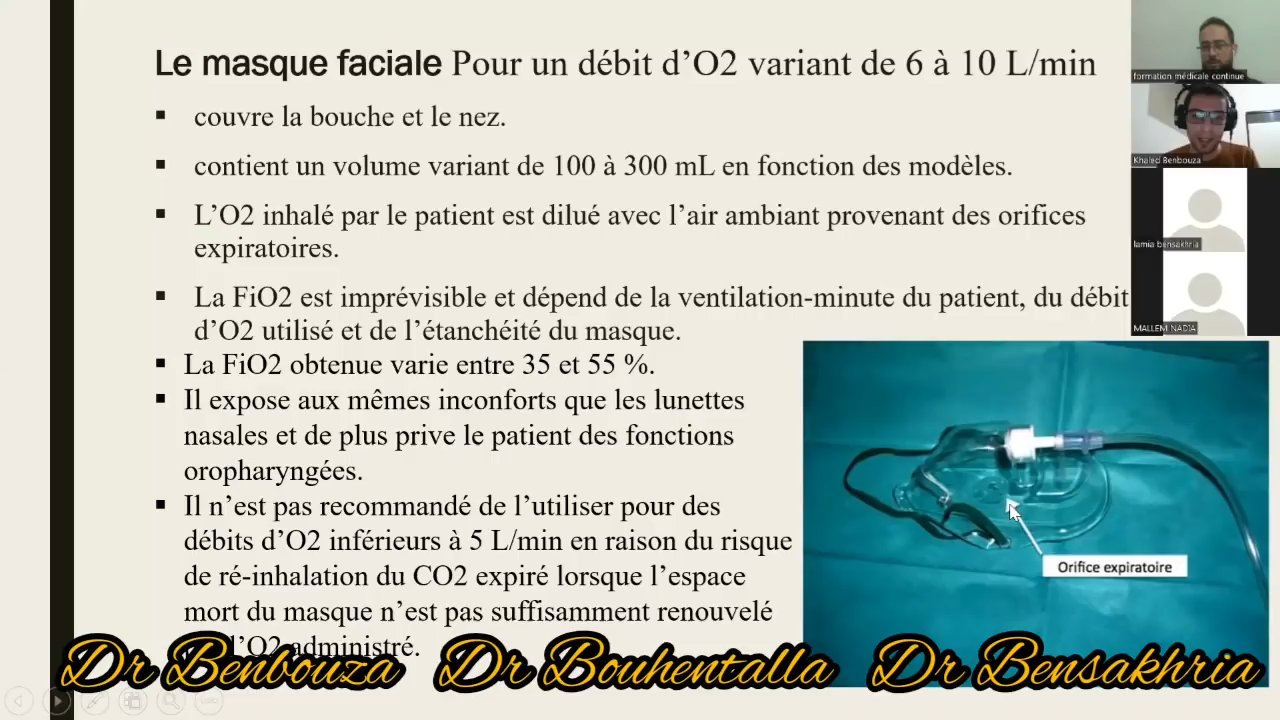 Le masque faciale Pour un débit d’O2 variant de 6 à 10 L/min
▪ couvre la bouche et le nez.
▪ contient un volume variant de 100 à 300 mL en fonction des modèles.
▪ L’O2 inhalé par le patient est dilué avec l’air ambiant provenant des orifices
expiratoires.
▪ La FiO2 est imprévisible et dépend de la ventilation-minute du patient, du débit
d’O2 utilisé et de l’étanchéité du masque.
▪ La FiO2 obtenue varie entre 35 et 55 %.
▪ Il expose aux mêmes inconforts que les lunettes
nasales et de plus prive le patient des fonctions
oropharyngées.
▪ Il n’est pas recommandé de l’utiliser pour des
débits d’O2 inférieurs à 5 L/min en raison du risque
de ré-inhalation du CO2 expiré lorsque l’espace
mort du masque n’est pas suffisamment renouvelé
l’O2 administré.
Orifice expiratoire
formation médicale continue
Khaled Benbouza
lamia bensakhria
MALLEM NADIA
Dr Benbouza Dr Bouhentalla Dr Bensakhria